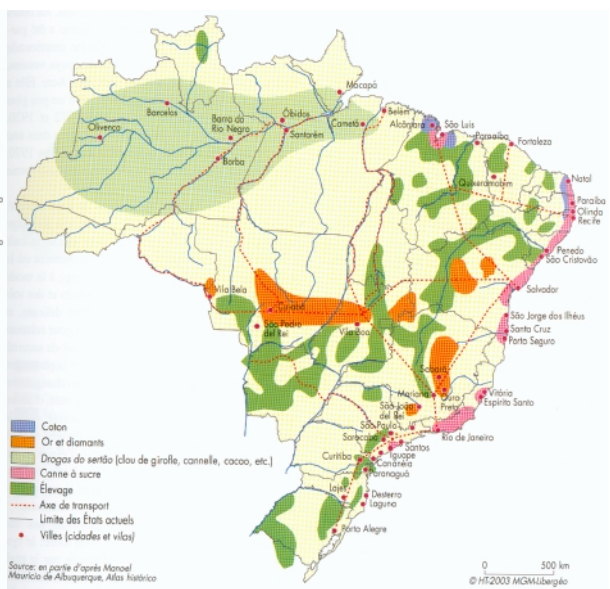 Macapá
Belém
Barcelos
Barra do
Rio Negro
Óbidos
Cametá
Alcântara
São Luis
Olivença
Santarém
Parnaíba
Fortaleza
Borba
Quixeramobim
Natal
Paraíba
Olinda
Recife
Penedo
São Cristovão
Vila Bela
Cuiabá
Salvador
São Pedro
del Rei
Vila Boa
São Jorge dos Ilhéus
Santa Cruz
Porto Seguro
Sabará
Mariana
Ouro
Preto
Vitória
Espírito Santo
São João
del Rei
São Paulo
Rio de Janeiro
Sorocaba
Santos
Iguape
Curitiba
Cananéia
Paranaguá
Lajes
Desterro
Laguna
Porto Alegre
Coton
Or et diamants
Drogas do sertão (clou de girofle, cannelle, cacao, etc.)
Canne à sucre
Élevage
Axe de transport
Limite des États actuels
Villes (cidades et vilas)
Source: en partie d'après Manoel
Mauricio de Albuquerque, Atlas histórico
0 500 km
© HT-2003 MGM-Libergéo